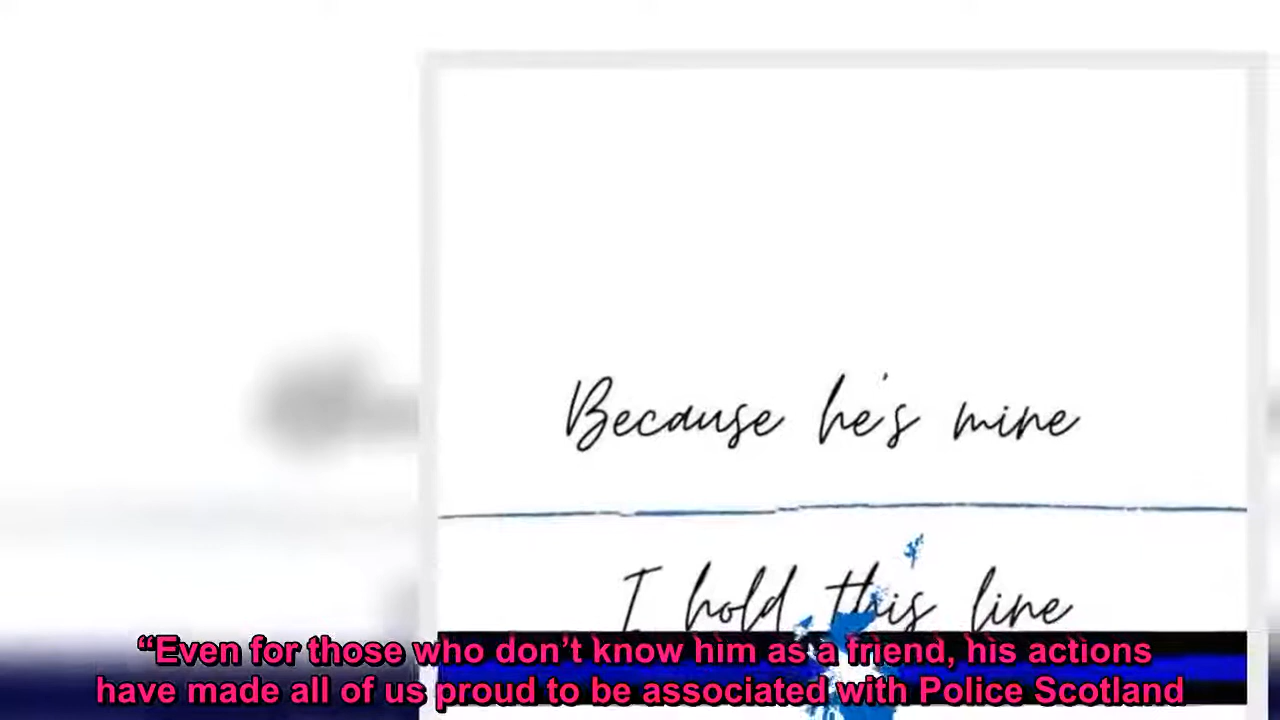 Because he's mine
I hold this line
“Even for those who don’t know him as a friend, his actions
have made all of us proud to be associated with Police Scotland